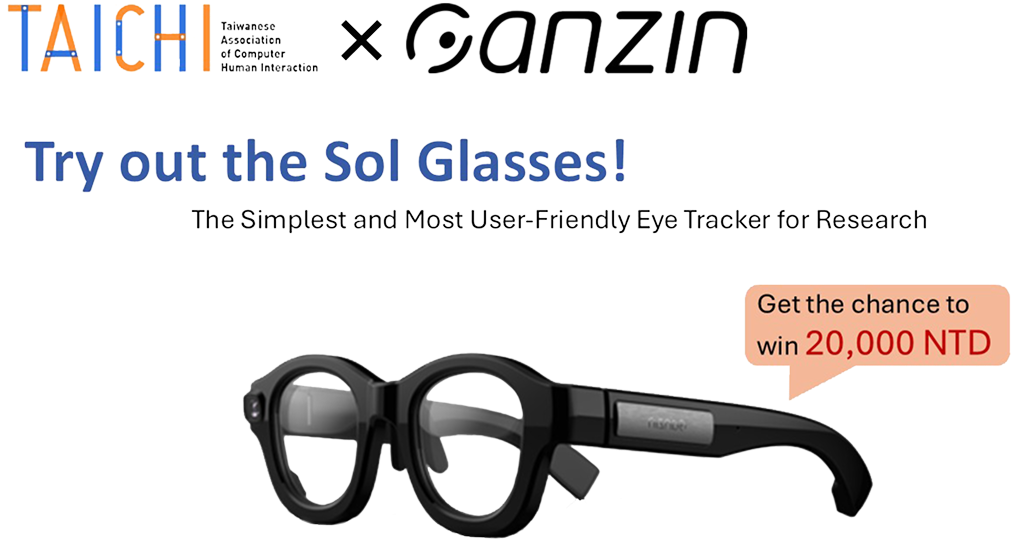 TAICHI
Taiwanese
Association
of Computer
Human Interaction
×
Ganzin
Try out the Sol Glasses!
The Simplest and Most User-Friendly Eye Tracker for Research
Get the chance to
win 20,000 NTD